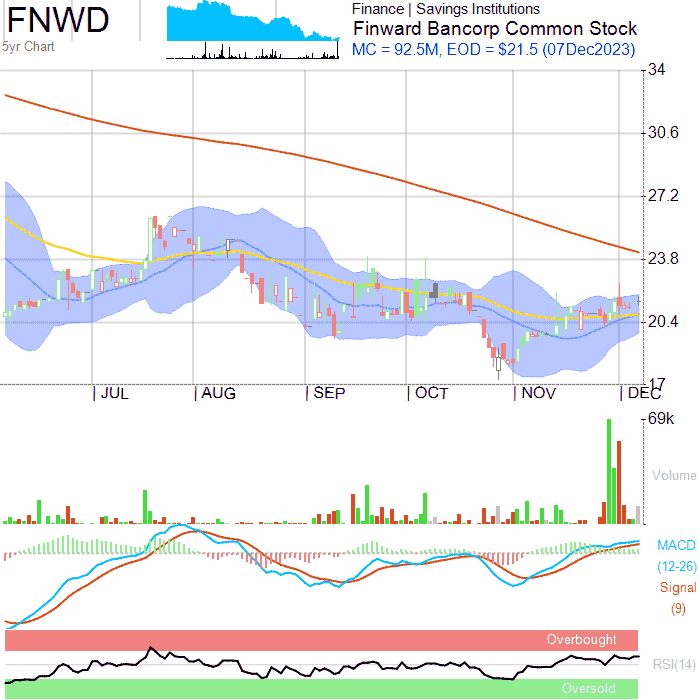 FNWD
Finance | Savings Institutions
Finward Bancorp Common Stock
5yr Chart
MC = 92.5M, EOD = $21.5 (07Dec2023)
34
30.6
27.2
23.8
20.4
17
JUL AUG SEP OCT NOV DEC
69k
Volume
MACD
(12-26)
Signal
(9)
Overbought
RSI(14)
Oversold